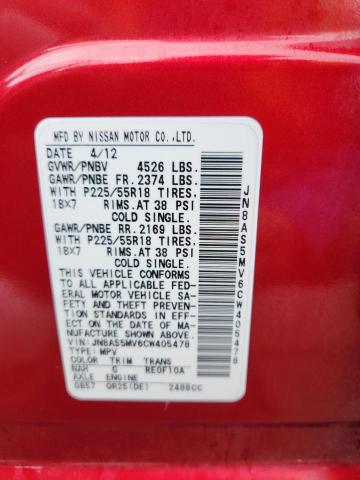 MFD BY NISSAN MOTOR CO.,LTD.
DATE 4/12
GVWR/PNBV 4526 LBS.
GAWR/PNBE FR. 2374 LBS.
WITH P225/55R18 TIRES.
18X7 RIMS.AT 38 PSI
COLD SINGLE.
GAWR/PNBE RR. 2169 LBS.
WITH P225/55R18 TIRES.
18X7 RIMS.AT 38 PSI
COLD SINGLE.
THIS VEHICLE CONFORMS
TO ALL APPLICABLE FED-
ERAL MOTOR VEHICLE SA-
FETY AND THEFT PREVEN-
TION STANDARDS IN EFF-
ECT ON THE DATE OF MA-
NUFACTURE SHOWN ABOVE.
VIN: JN8AS5MV6CW405478
TYPE: MPV
COLOR TRIM TRANS
NAH G RE0F10A
AXLE ENGINE
GB57 QR25(DE) 2488CC
JN8AS5MV6CW405478